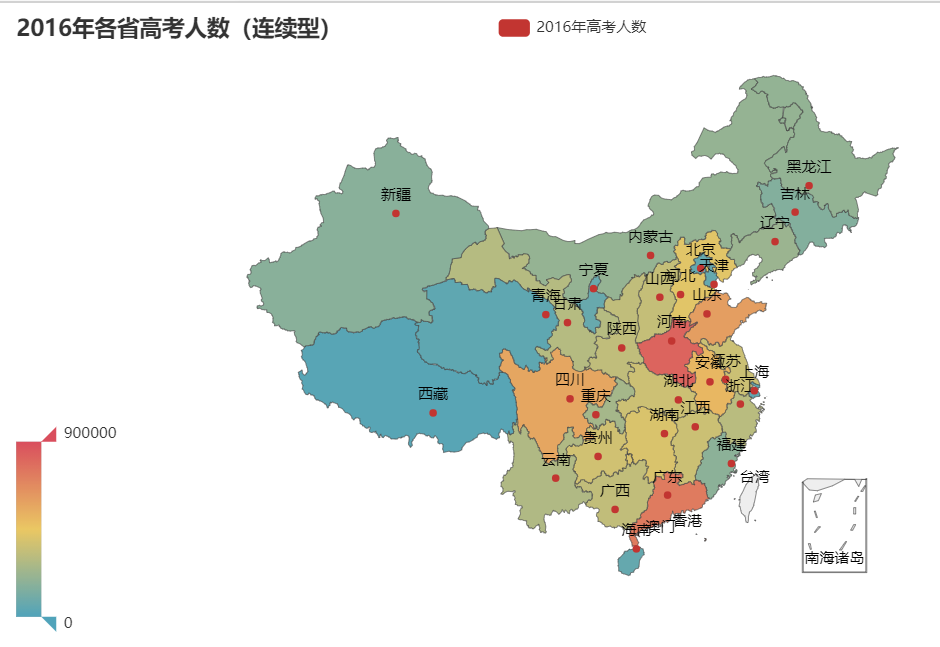 2016年各省高考人数（连续型）
2016年高考人数
黑龙江
吉林
新疆
辽宁
内蒙古
北京
天津
宁夏
山西
河北
青海
甘肃
山东
河南
陕西
安徽
江苏
上海
四川
湖北
浙江
西藏
重庆
江西
湖南
贵州
福建
云南
广东
台湾
广西
香港
海南
澳门
南海诸岛
900000
0